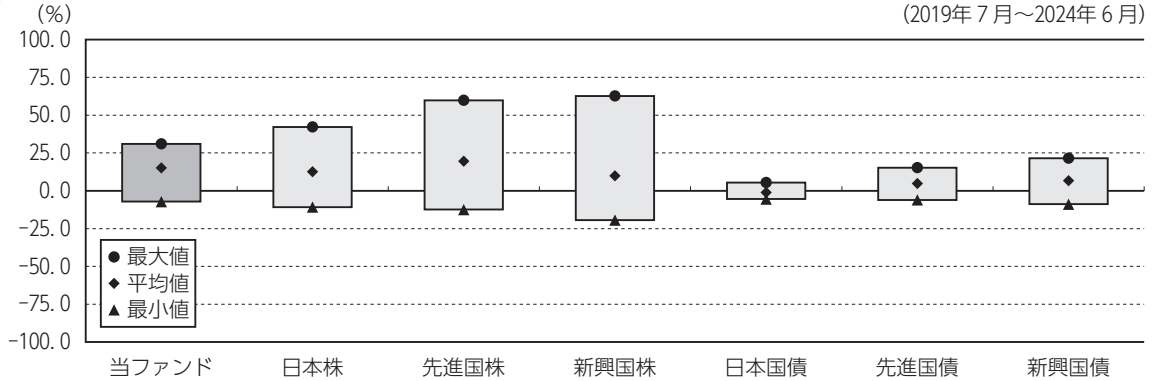 (%)
(2019年7月～2024年6月)
100.0
75.0
50.0
25.0
0.0
-25.0
-50.0
-75.0
-100.0
最大値
平均値
最小値
当ファンド 日本株 先進国株 新興国株 日本国債 先進国債 新興国債